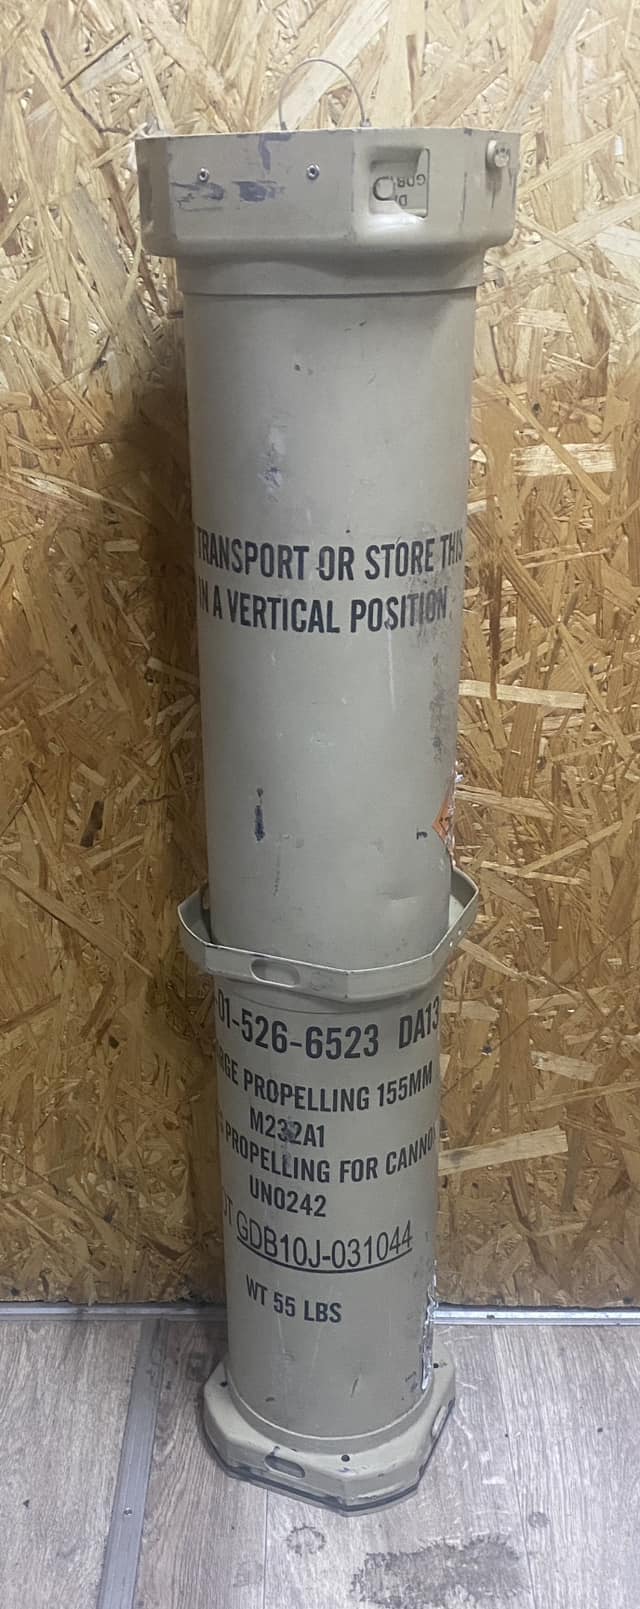 TRANSPORT OR STORE THIS
IN A VERTICAL POSITION
01-526-6523 DA13
PROPELLING 155MM
M232A1
PROPELLING FOR
UN0242
GDB10J-031044
WT 55 LBS